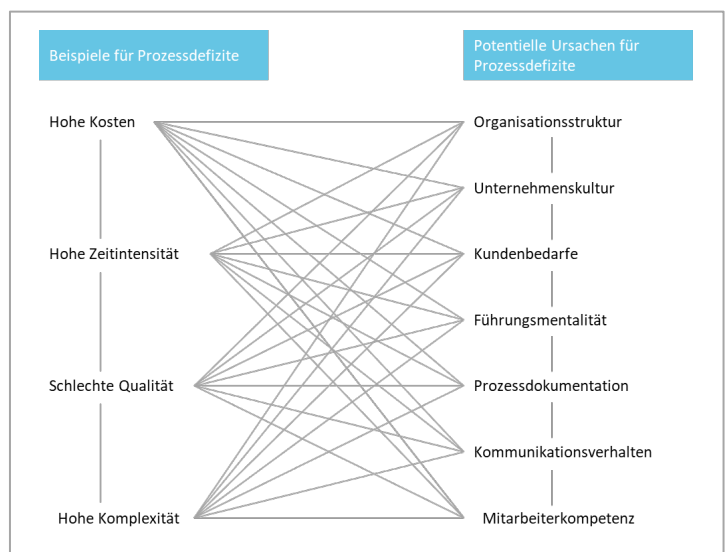 Beispiele für Prozessdefizite
Potentielle Ursachen für
Prozessdefizite
Hohe Kosten
Hohe Zeitintensität
Schlechte Qualität
Hohe Komplexität
Organisationsstruktur
Unternehmenskultur
Kundenbedarfe
Führungsmentalität
Prozessdokumentation
Kommunikationsverhalten
Mitarbeiterkompetenz